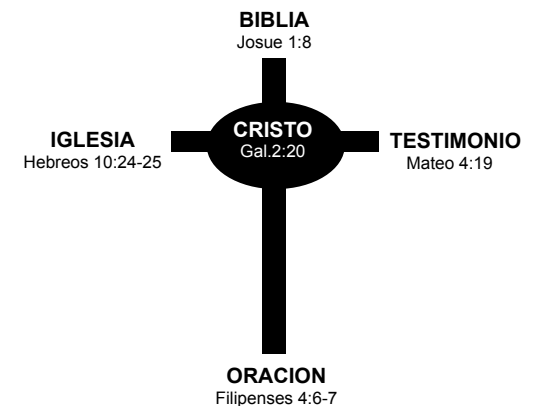 BIBLIA
Josue 1:8
CRISTO
Gal.2:20
IGLESIA
Hebreos 10:24-25
TESTIMONIO
Mateo 4:19
ORACION
Filipenses 4:6-7